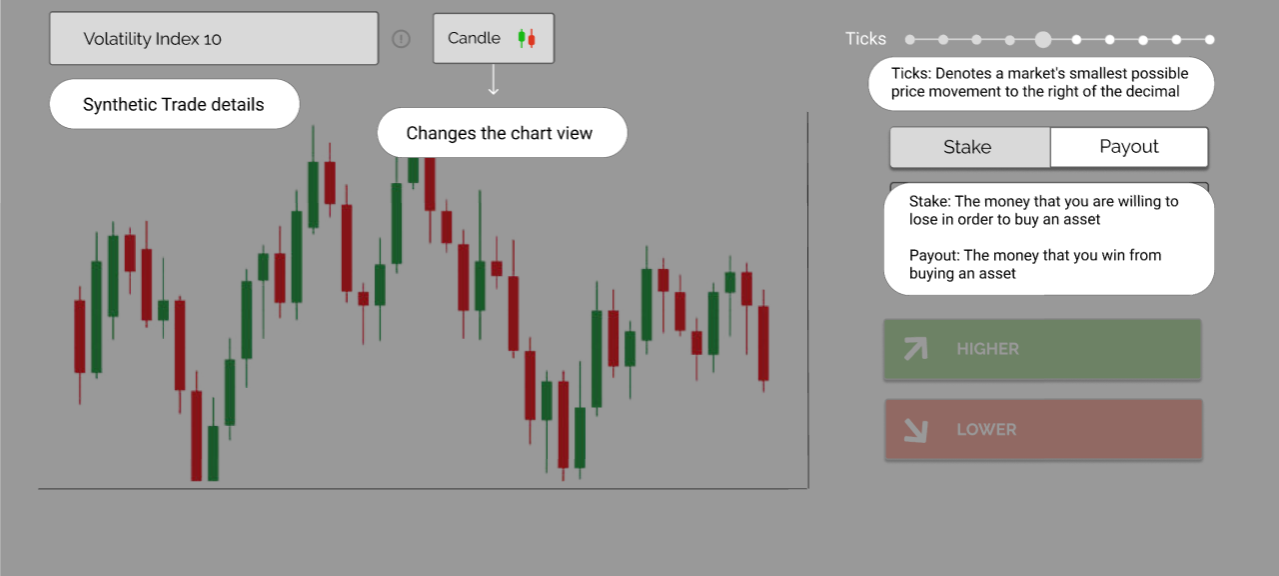 Volatility Index 10
Candle
Ticks
Synthetic Trade details
Changes the chart view
Ticks: Denotes a market's smallest possible
price movement to the right of the decimal
Stake
Payout
Stake: The money that you are willing to
lose in order to buy an asset
Payout: The money that you win from
buying an asset
HIGHER
LOWER